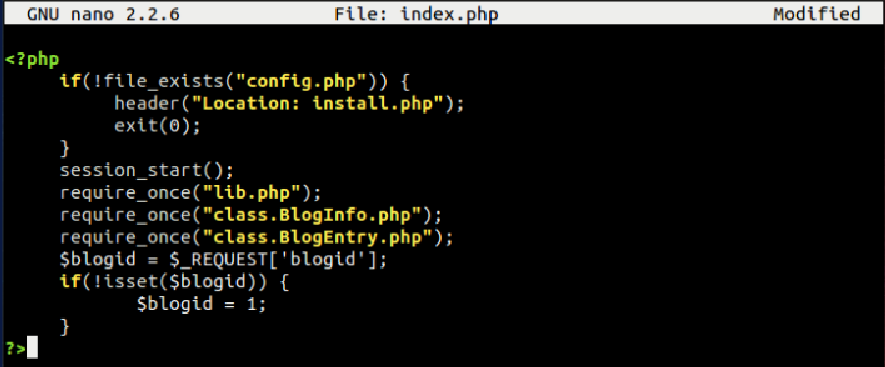 GNU nano 2.2.6 File: index.php Modified
<?php
if(!file_exists("config.php")) {
header("Location: install.php");
exit(0);
}
session_start();
require_once("lib.php");
require_once("class.BlogInfo.php");
require_once("class.BlogEntry.php");
$blogid = $_REQUEST['blogid'];
if(!isset($blogid)) {
$blogid = 1;
}
?>